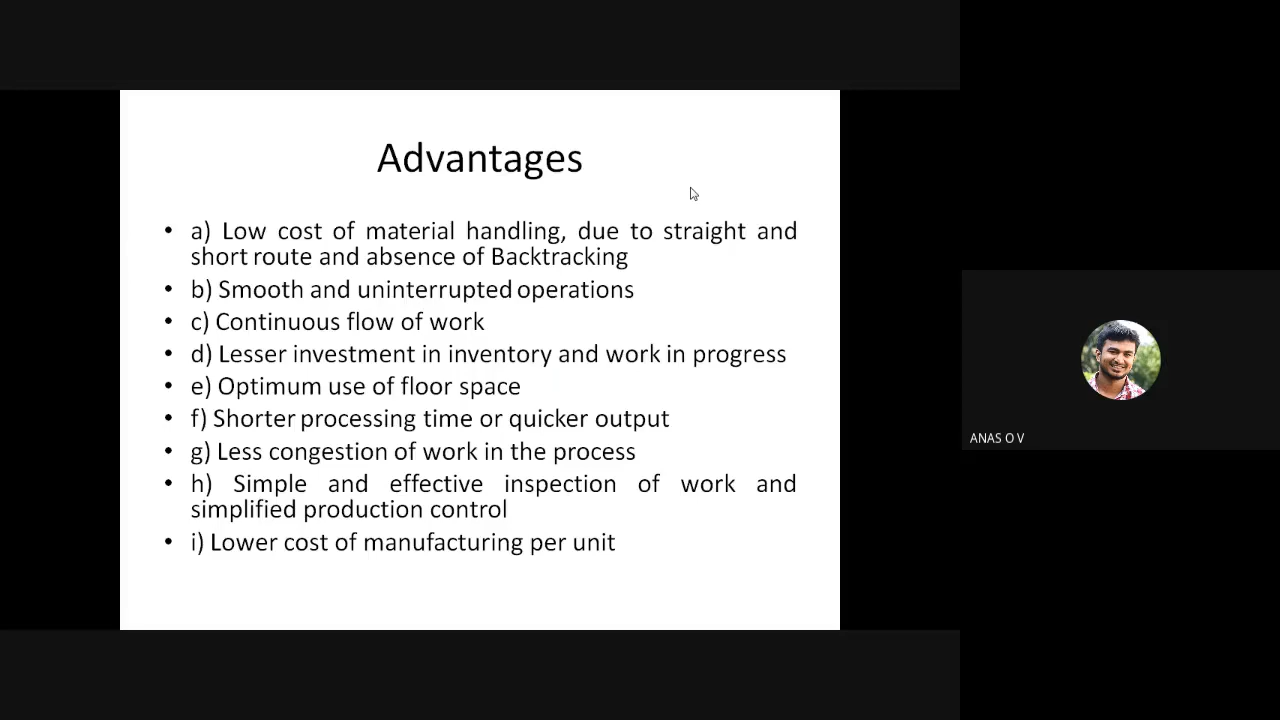 Advantages
• a) Low cost of material handling, due to straight and
short route and absence of Backtracking
• b) Smooth and uninterrupted operations
• c) Continuous flow of work
• d) Lesser investment in inventory and work in progress
• e) Optimum use of floor space
• f) Shorter processing time or quicker output
• g) Less congestion of work in the process
• h) Simple and effective inspection of work and
simplified production control
• i) Lower cost of manufacturing per unit
ANAS O V